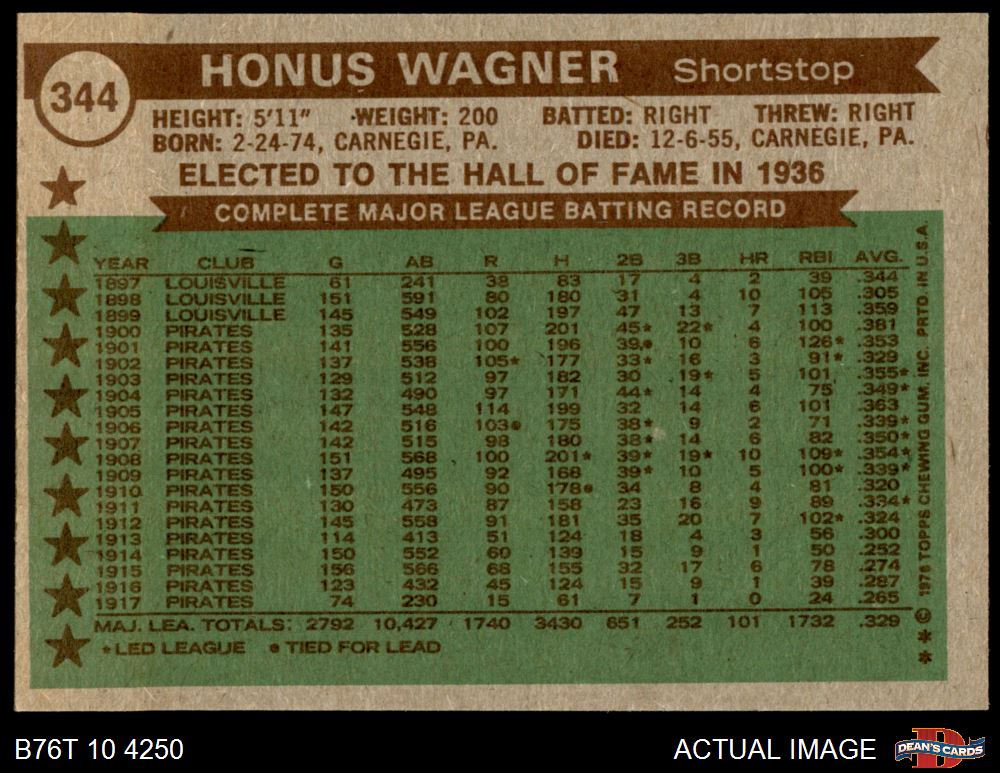 344
HONUS WAGNER Shortstop
HEIGHT: 5'11" WEIGHT: 200 BATTED: RIGHT THREW: RIGHT
BORN: 2-24-74, CARNEGIE, PA. DIED: 12-6-55, CARNEGIE, PA.
ELECTED TO THE HALL OF FAME IN 1936
COMPLETE MAJOR LEAGUE BATTING RECORD
YEAR CLUB G AB R H 2B 3B HR RBI AVG.
1897 LOUISVILLE 61 241 38 83 17 4 2 39 .344
1898 LOUISVILLE 151 591 80 180 31 4 10 105 .305
1899 LOUISVILLE 145 549 102 197 47 13 7 113 .359
1900 PIRATES 135 528 107 201 45* 22* 4 100 .381
1901 PIRATES 141 556 100 196 39● 10 6 126* .353
1902 PIRATES 137 538 105* 177 33* 16 3 91* .329
1903 PIRATES 129 512 97 182 30 19* 5 101 .355*
1904 PIRATES 132 490 97 171 44* 14 4 75 .349*
1905 PIRATES 147 548 114 199 32 14 6 101 .363
1906 PIRATES 142 516 103● 175 38* 9 2 71 .339*
1907 PIRATES 142 515 98 180 38* 14 6 82 .350*
1908 PIRATES 151 568 100 201* 39* 19* 10 109* .354*
1909 PIRATES 137 495 92 168 39* 10 5 100* .339*
1910 PIRATES 150 556 90 178● 34 8 4 81 .320
1911 PIRATES 130 473 87 158 23 16 9 89 .334*
1912 PIRATES 145 558 91 181 35 20 7 102* .324
1913 PIRATES 114 413 51 124 18 4 3 56 .300
1914 PIRATES 150 552 60 139 15 9 1 50 .252
1915 PIRATES 156 566 68 155 32 17 6 78 .274
1916 PIRATES 123 432 45 124 15 9 1 39 .287
1917 PIRATES 74 230 15 61 7 1 0 24 .265
MAJ. LEA. TOTALS: 2792 10,427 1740 3430 651 252 101 1732 .329
*LED LEAGUE ●TIED FOR LEAD
** © 1976 TOPPS CHEWING GUM, INC. PRTD. IN U.S.A.
B76T 10 4250
ACTUAL IMAGE
D
DEAN'S CARDS